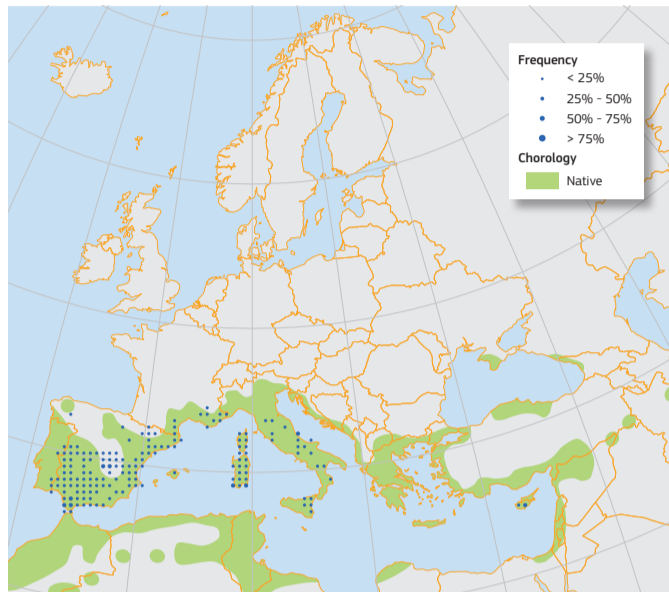 Frequency
< 25%
25% - 50%
50% - 75%
> 75%
Chorology
Native